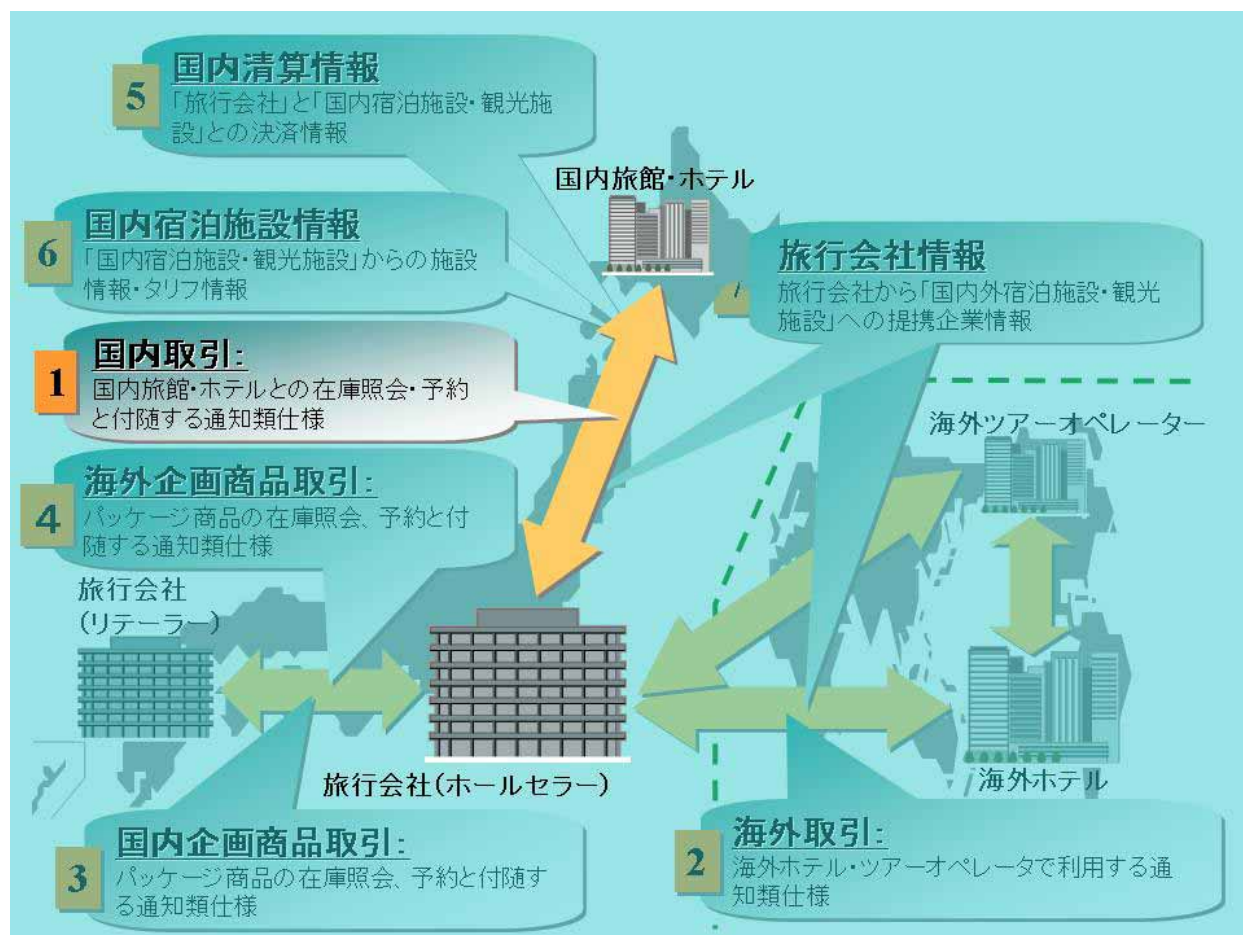 5
国内清算情報
「旅行会社」と「国内宿泊施設・観光施
設」との決済情報
国内旅館・ホテル
6
国内宿泊施設情報
「国内宿泊施設・観光施設」からの施設
情報・タリフ情報
7
旅行会社情報
旅行会社から「国内外宿泊施設・観光
施設」への提携企業情報
1
国内取引:
国内旅館・ホテルとの在庫照会・予約
と付随する通知類仕様
海外ツアーオペレーター
4
海外企画商品取引:
パッケージ商品の在庫照会、予約と付
随する通知類仕様
旅行会社
(リテーラー)
旅行会社(ホールセラー)
海外ホテル
3
国内企画商品取引:
パッケージ商品の在庫照会、予約と付随す
る通知類仕様
2
海外取引:
海外ホテル・ツアーオペレータで利用する通
知類仕様